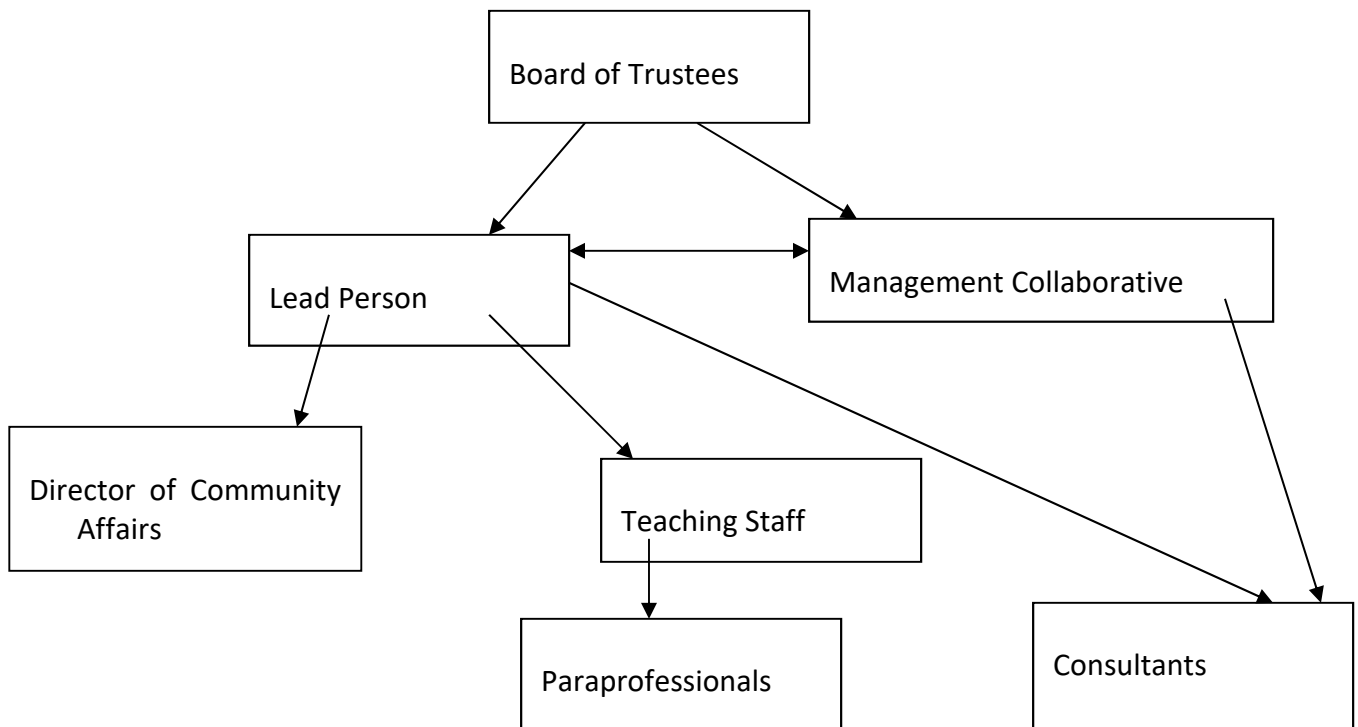 Board of Trustees
Management Collaborative
Lead Person
Director of Community
Affairs
Teaching Staff
Paraprofessionals
Consultants